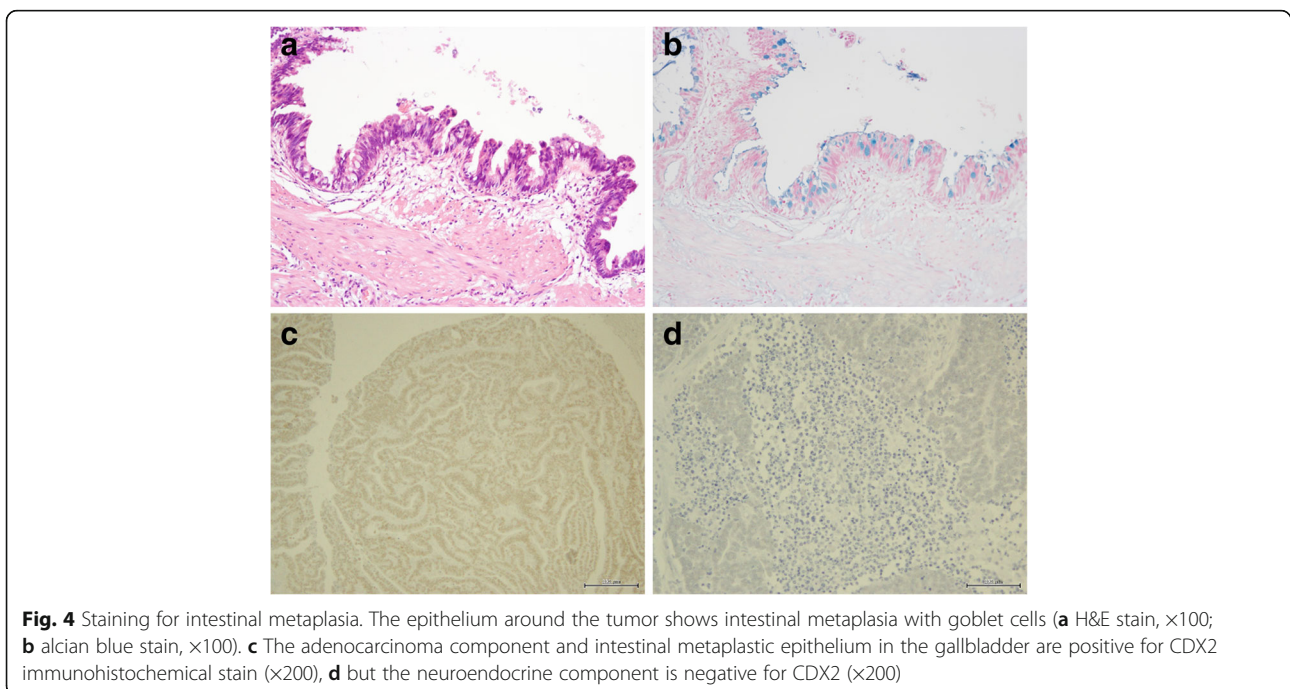 a
b
c
d
Fig. 4 Staining for intestinal metaplasia. The epithelium around the tumor shows intestinal metaplasia with goblet cells (a H&E stain, ×100;
b alcian blue stain, ×100). c The adenocarcinoma component and intestinal metaplastic epithelium in the gallbladder are positive for CDX2
immunohistochemical stain (×200), d but the neuroendocrine component is negative for CDX2 (×200)